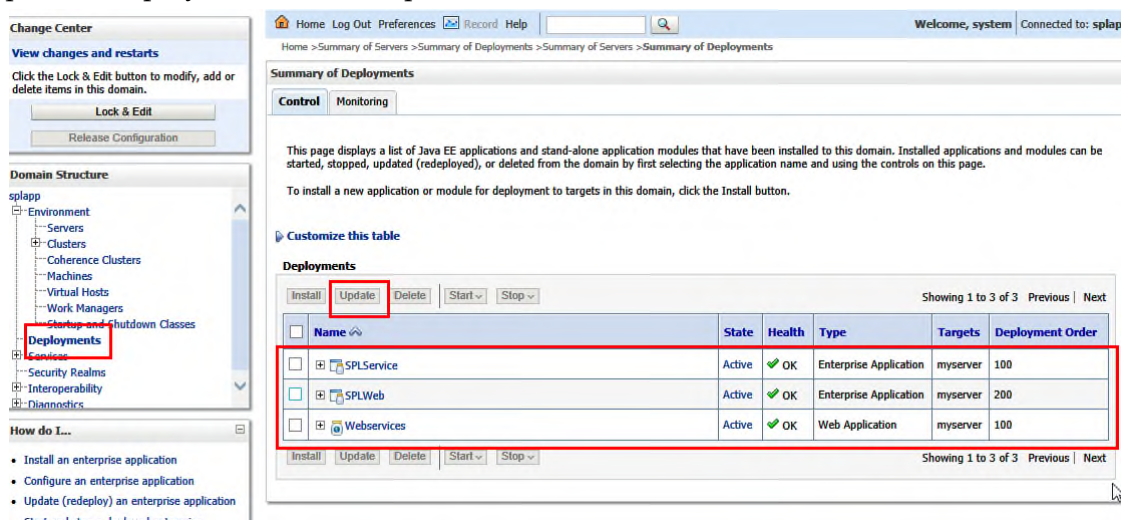 Change Center
View changes and restarts
Click the Lock & Edit button to modify, add or
delete items in this domain.
Lock & Edit
Release Configuration
Domain Structure
splapp
Environment
Servers
Clusters
Coherence Clusters
Machines
Virtual Hosts
Work Managers
Startup and Shutdown Classes
Deployments
Services
Security Realms
Interoperability
Diagnostics
How do I...
Install an enterprise application
Configure an enterprise application
Update (redeploy) an enterprise application
Home Log Out Preferences Record Help
Welcome, system Connected to: splap
Home >Summary of Servers >Summary of Deployments >Summary of Servers >Summary of Deployments
Summary of Deployments
Control Monitoring
This page displays a list of Java EE applications and stand-alone application modules that have been installed to this domain. Installed applications and modules can be
started, stopped, updated (redeployed), or deleted from the domain by first selecting the application name and using the controls on this page.
To install a new application or module for deployment to targets in this domain, click the Install button.
Customize this table
Deployments
Install Update Delete Start Stop Showing 1 to 3 of 3 Previous | Next
Name State Health Type Targets Deployment Order
SPLService Active OK Enterprise Application myserver 100
SPLWeb Active OK Enterprise Application myserver 200
Webservices Active OK Web Application myserver 100
Install Update Delete Start Stop Showing 1 to 3 of 3 Previous | Next